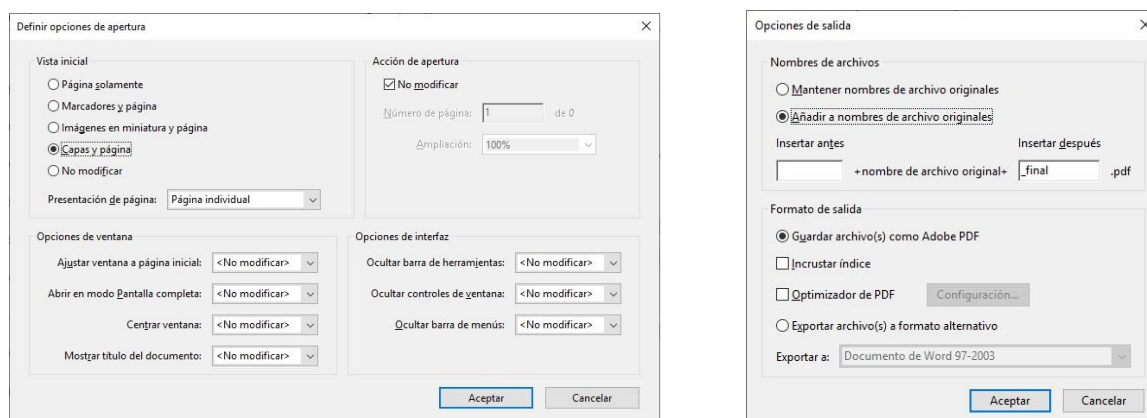 Definir opciones de apertura
Vista inicial
Página solamente
Marcadores y página
Imágenes en miniatura y página
Capas y página
No modificar
Presentación de página: Página individual
Acción de apertura
No modificar
Número de página: 1 de 0
Ampliación: 100%
Opciones de ventana
Ajustar ventana a página inicial: <No modificar>
Abrir en modo Pantalla completa: <No modificar>
Centrar ventana: <No modificar>
Mostrar título del documento: <No modificar>
Opciones de interfaz
Ocultar barra de herramientas: <No modificar>
Ocultar controles de ventana: <No modificar>
Ocultar barra de menús: <No modificar>
Aceptar Cancelar
Opciones de salida
Nombres de archivos
Mantener nombres de archivo originales
Añadir a nombres de archivo originales
Insertar antes Insertar después
+nombre de archivo original+ _final .pdf
Formato de salida
Guardar archivo(s) como Adobe PDF
Incrustar índice
Optimizador de PDF Configuración...
Exportar archivo(s) a formato alternativo
Exportar a: Documento de Word 97-2003
Aceptar Cancelar